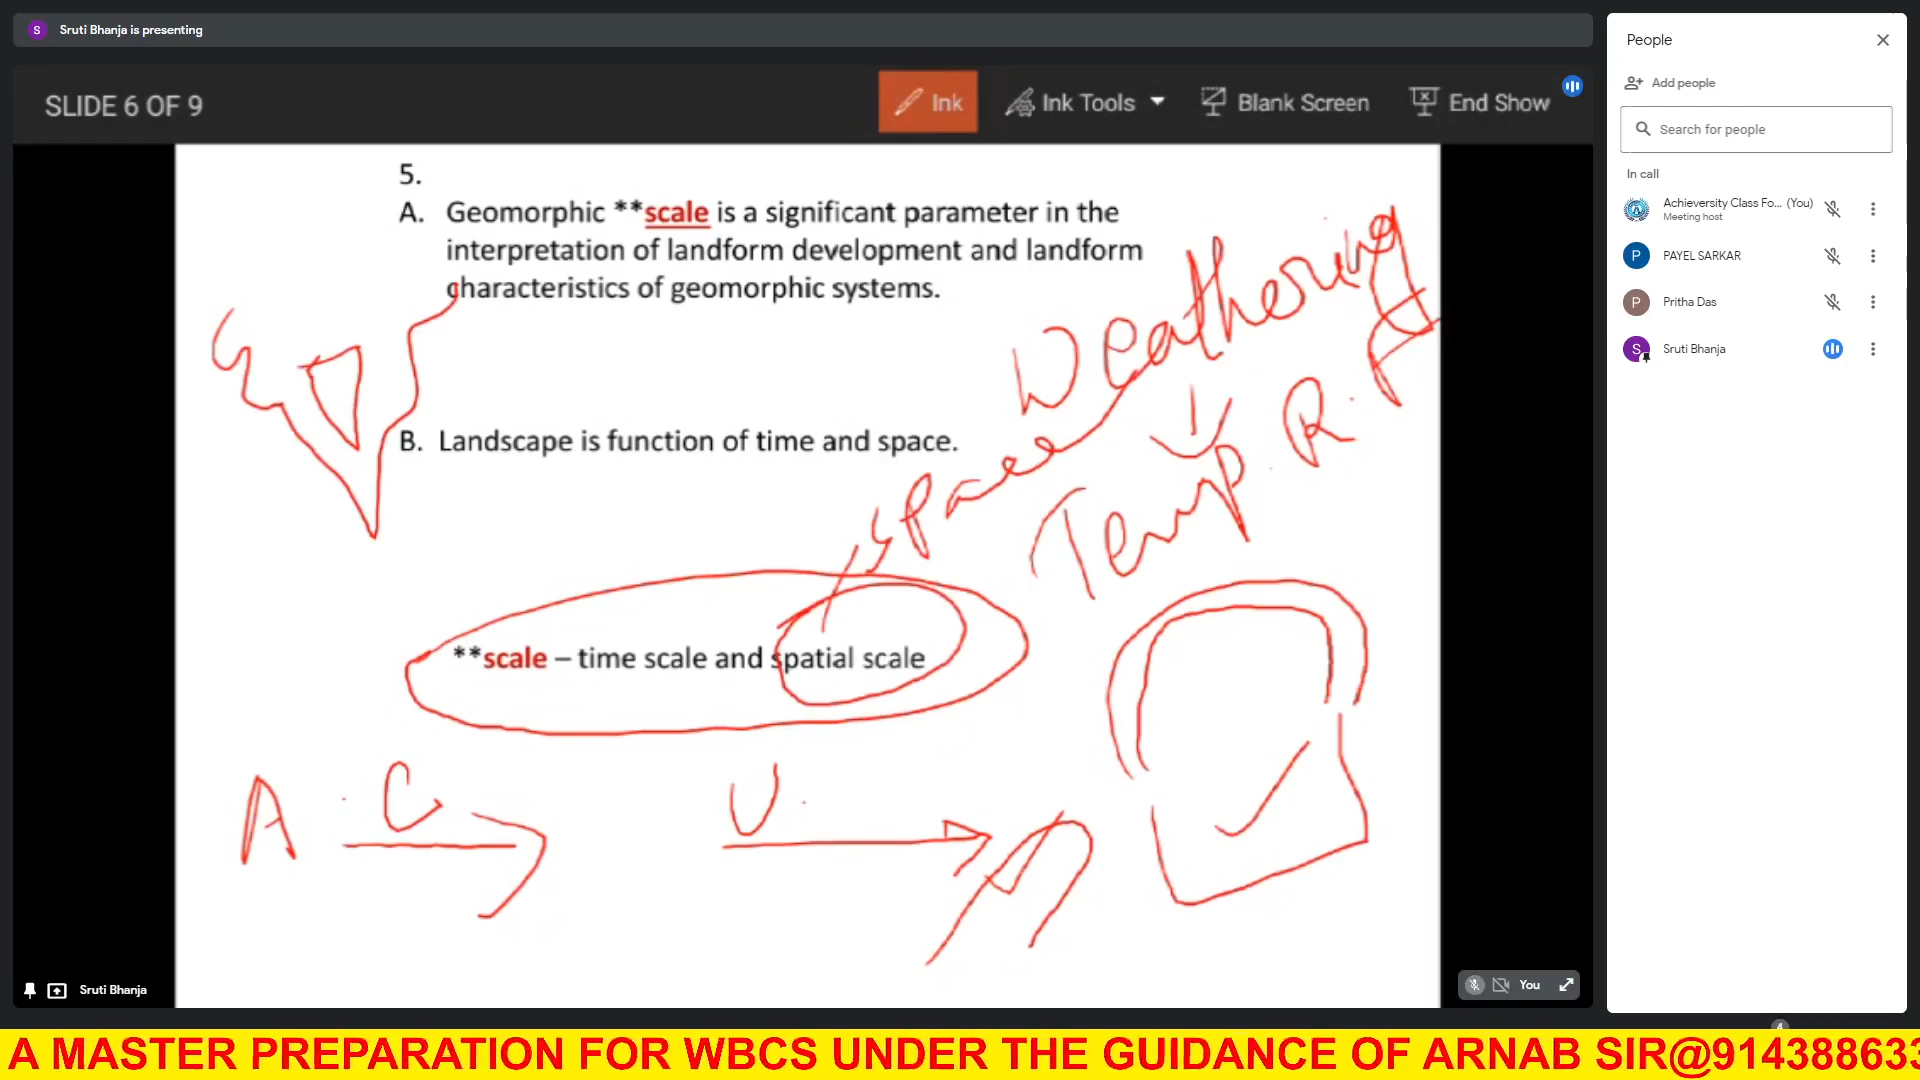 S Sruti Bhanja is presenting
SLIDE 6 OF 9
Ink
Ink Tools
Blank Screen
End Show
5.
A. Geomorphic **scale is a significant parameter in the
interpretation of landform development and landform
characteristics of geomorphic systems.
Weathering
B. Landscape is function of time and space.
Temp. R.
space
**scale – time scale and spatial scale
A. C
U.
Sruti Bhanja
You
People
Add people
Search for people
In call
Achieversity Class Fo... (You)
Meeting host
P PAYEL SARKAR
P Pritha Das
S Sruti Bhanja
4
A MASTER PREPARATION FOR WBCS UNDER THE GUIDANCE OF ARNAB SIR@91438863